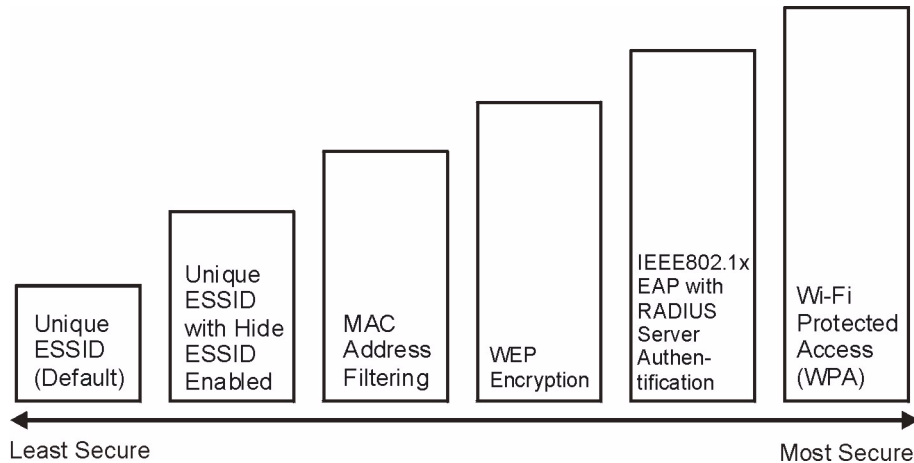 Unique
ESSID
(Default)
Unique
ESSID
with Hide
ESSID
Enabled
MAC
Address
Filtering
WEP
Encryption
IEEE802.1x
EAP with
RADIUS
Server
Authen-
tification
Wi-Fi
Protected
Access
(WPA)
Least Secure
Most Secure